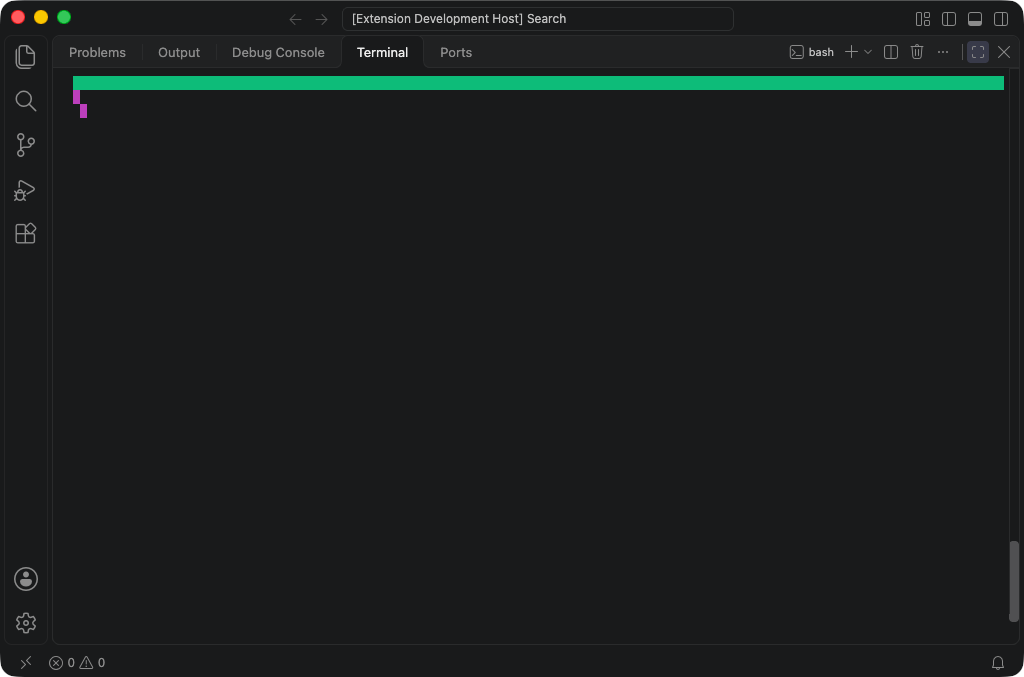 [Extension Development Host] Search
Problems Output Debug Console Terminal Ports bash
0 0